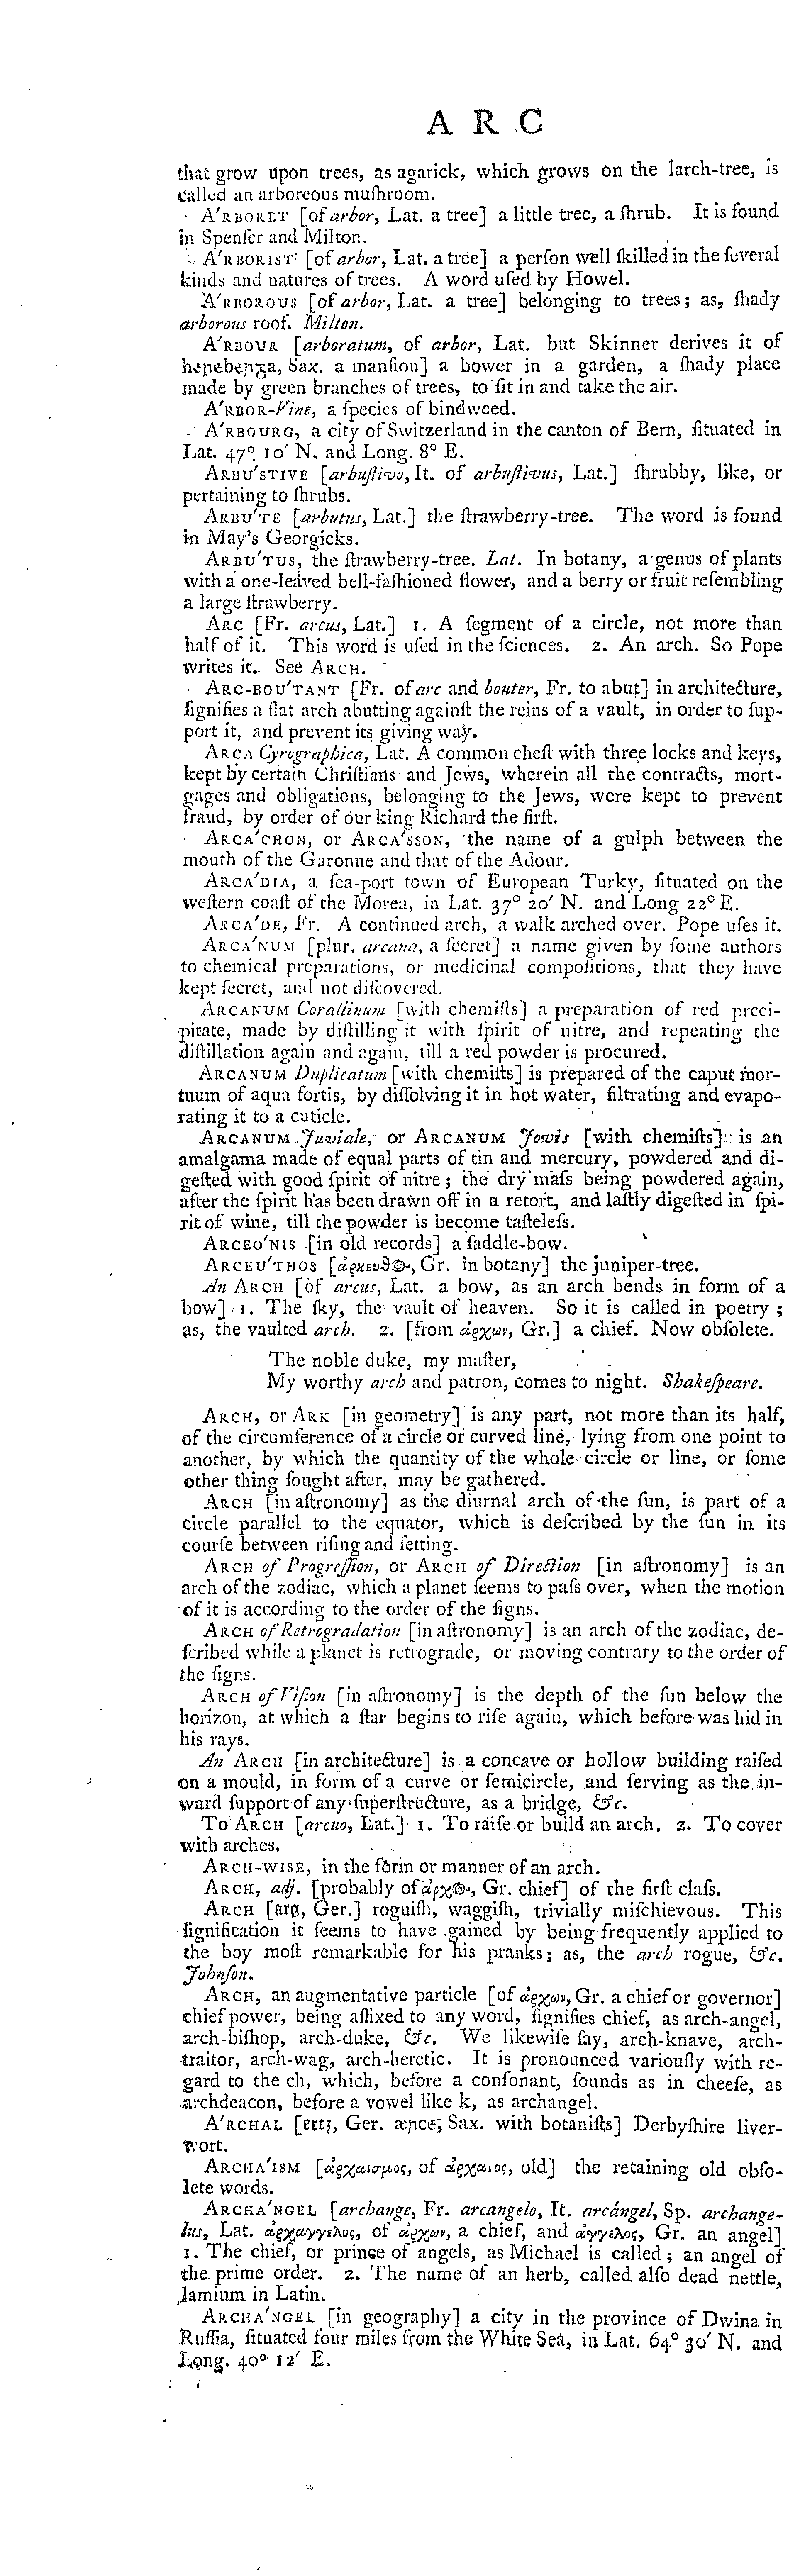 A R C
that grow upon trees, as agarick, which grows on the larch-tree, is
called an arboreous muſhroom.
A′RBORET [of arbor, Lat. a tree] a little tree, a ſhrub. It is found
in Spenſer and Milton.
A′RBORIST [of arbor, Lat. a tree] a perſon well ſkilled in the ſeveral
kinds and natures of trees. A word uſed by Howel.
A′RBOROUS [of arbor, Lat. a tree] belonging to trees; as, ſhady
arborous roof. Milton.
A′RBOUR [arboratum, of arbor, Lat. but Skinner derives it of
Sax. a manſion] a bower in a garden, a ſhady place
made by green branches of trees, to ſit in and take the air.
A′RBOR-Vine, a ſpecies of bindweed.
A′RBOURG, a city of Switzerland in the canton of Bern, ſituated in
Lat. 47° 10′ N. and Long. 8° E.
ARBU′STIVE [arbuſtivo, It. of arbuſtivus, Lat.] ſhrubby, like, or
pertaining to ſhrubs.
ARBU′TE [arbutus, Lat.] the ſtrawberry-tree. The word is found
in May's Georgicks.
ARBU′TUS, the ſtrawberry-tree. Lat. In botany, a genus of plants
with a one-leaved bell-faſhioned flower, and a berry or fruit reſembling
a large ſtrawberry.
ARC [Fr. arcus, Lat.] 1. A ſegment of a circle, not more than
half of it. This word is uſed in the ſciences. 2. An arch. So Pope
writes it. See ARCH.
ARC-BOU′TANT [Fr. of arc and bouter, Fr. to abut] in architecture,
ſignifies a flat arch abutting againſt the reins of a vault, in order to ſup-
port it, and prevent its giving way.
ARCA Cyrographica, Lat. A common cheſt with three locks and keys,
kept by certain Chriſtians and Jews, wherein all the contracts, mort-
gages and obligations, belonging to the Jews, were kept to prevent
fraud, by order of our king Richard the firſt.
ARCA′CHON, or ARCA′SSON, the name of a gulph between the
mouth of the Garonne and that of the Adour.
ARCA′DIA, a ſea-port town of European Turky, ſituated on the
weſtern coaſt of the Morea, in Lat. 37° 20′ N. and Long 22° E.
ARCA′DE, Fr. A continued arch, a walk arched over. Pope uſes it.
ARCA′NUM [plur. arcana, a ſecret] a name given by ſome authors
to chemical preparations, or medicinal compoſitions, that they have
kept ſecret, and not diſcovered.
ARCANUM Corallinum [with chemiſts] a preparation of red preci-
pitate, made by diſtilling it with ſpirit of nitre, and repeating the
diſtillation again and again, till a red powder is procured.
ARCANUM Duplicatum [with chemiſts] is prepared of the caput mor-
tuum of aqua fortis, by diſſolving it in hot water, filtrating and evapo-
rating it to a cuticle.
ARCANUM Juviale, or ARCANUM Jovis [with chemiſts] is an
amalgama made of equal parts of tin and mercury, powdered and di-
geſted with good ſpirit of nitre; the dry maſs being powdered again,
after the ſpirit has been drawn off in a retort, and laſtly digeſted in ſpi-
rit of wine, till the powder is become taſteleſs.
ARCEO′NIS [in old records] a ſaddle-bow.
ARCEU′THOS [ἀρκευθος, Gr. in botany] the juniper-tree.
An ARCH [of arcus, Lat. a bow, as an arch bends in form of a
bow] 1. The ſky, the vault of heaven. So it is called in poetry;
as, the vaulted arch. 2. [from ἀρχων, Gr.] a chief. Now obſolete.
The noble duke, my maſter,
My worthy arch and patron, comes to night. Shakeſpeare.
ARCH, or ARK [in geometry] is any part, not more than its half,
of the circumference of a circle or curved line, lying from one point to
another, by which the quantity of the whole circle or line, or ſome
other thing ſought after, may be gathered.
ARCH [in aſtronomy] as the diurnal arch of the ſun, is part of a
circle parallel to the equator, which is deſcribed by the ſun in its
courſe between riſing and ſetting.
ARCH of Progreſſion, or ARCH of Direction [in aſtronomy] is an
arch of the zodiac, which a planet ſeems to paſs over, when the motion
of it is according to the order of the ſigns.
ARCH of Retrogradation [in aſtronomy] is an arch of the zodiac, de-
ſcribed while a planet is retrograde, or moving contrary to the order of
the ſigns.
ARCH of Viſion [in aſtronomy] is the depth of the ſun below the
horizon, at which a ſtar begins to riſe again, which before was hid in
his rays.
An ARCH [in architecture] is a concave or hollow building raiſed
on a mould, in form of a curve or ſemicircle, and ſerving as the in-
ward ſupport of any ſuperſtructure, as a bridge, &c.
To ARCH [arcuo, Lat.] 1. To raiſe or build an arch. 2. To cover
with arches.
ARCH-WISE, in the form or manner of an arch.
ARCH, adj. [probably of ἀρχος, Gr. chief] of the firſt claſs.
ARCH [arg, Ger.] roguiſh, waggiſh, trivially miſchievous. This
ſignification it ſeems to have gained by being frequently applied to
the boy moſt remarkable for his pranks; as, the arch rogue, &c.
Johnſon.
ARCH, an augmentative particle [of ἀρχων, Gr. a chief or governor]
chief power, being affixed to any word, ſignifies chief, as arch-angel,
arch-biſhop, arch-duke, &c. We likewiſe ſay, arch-knave, arch-
traitor, arch-wag, arch-heretic. It is pronounced variouſly with re-
gard to the ch, which, before a conſonant, ſounds as in cheeſe, as
archdeacon, before a vowel like k, as archangel.
A′RCHAL [ertz, Ger. Sax. with botaniſts] Derbyſhire liver-
wort.
ARCHA′ISM [ἀρχαισμος, of ἀρχαιος, old] the retaining old obſo-
lete words.
ARCHA′NGEL [archange, Fr. arcangelo, It. arcángel, Sp. archange-
lus, Lat. ἀρχαγγελος, of ἀρχων, a chief, and ἀγγελος, Gr. an angel]
1. The chief, or prince of angels, as Michael is called; an angel of
the prime order. 2. The name of an herb, called alſo dead nettle,
lamium in Latin.
ARCHA′NGEL [in geography] a city in the province of Dwina in
Ruſſia, ſituated four miles from the White Sea, in Lat. 64° 30′ N. and
Long. 40° 12′ E.